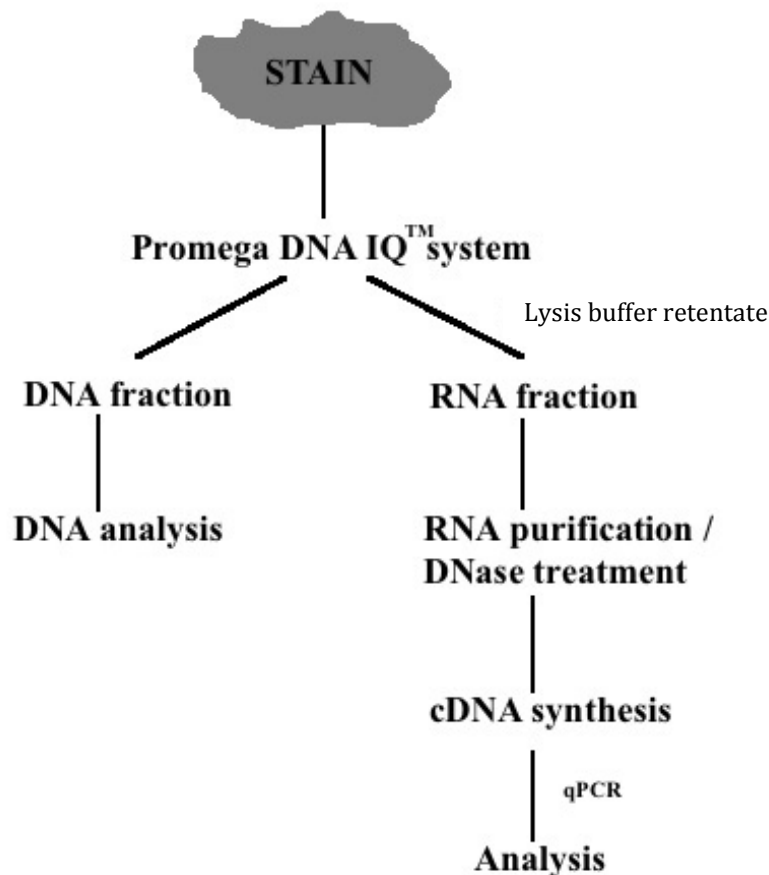 STAIN
Promega DNA IQ™ system
Lysis buffer retentate
DNA fraction
RNA fraction
DNA analysis
RNA purification /
DNase treatment
cDNA synthesis
qPCR
Analysis